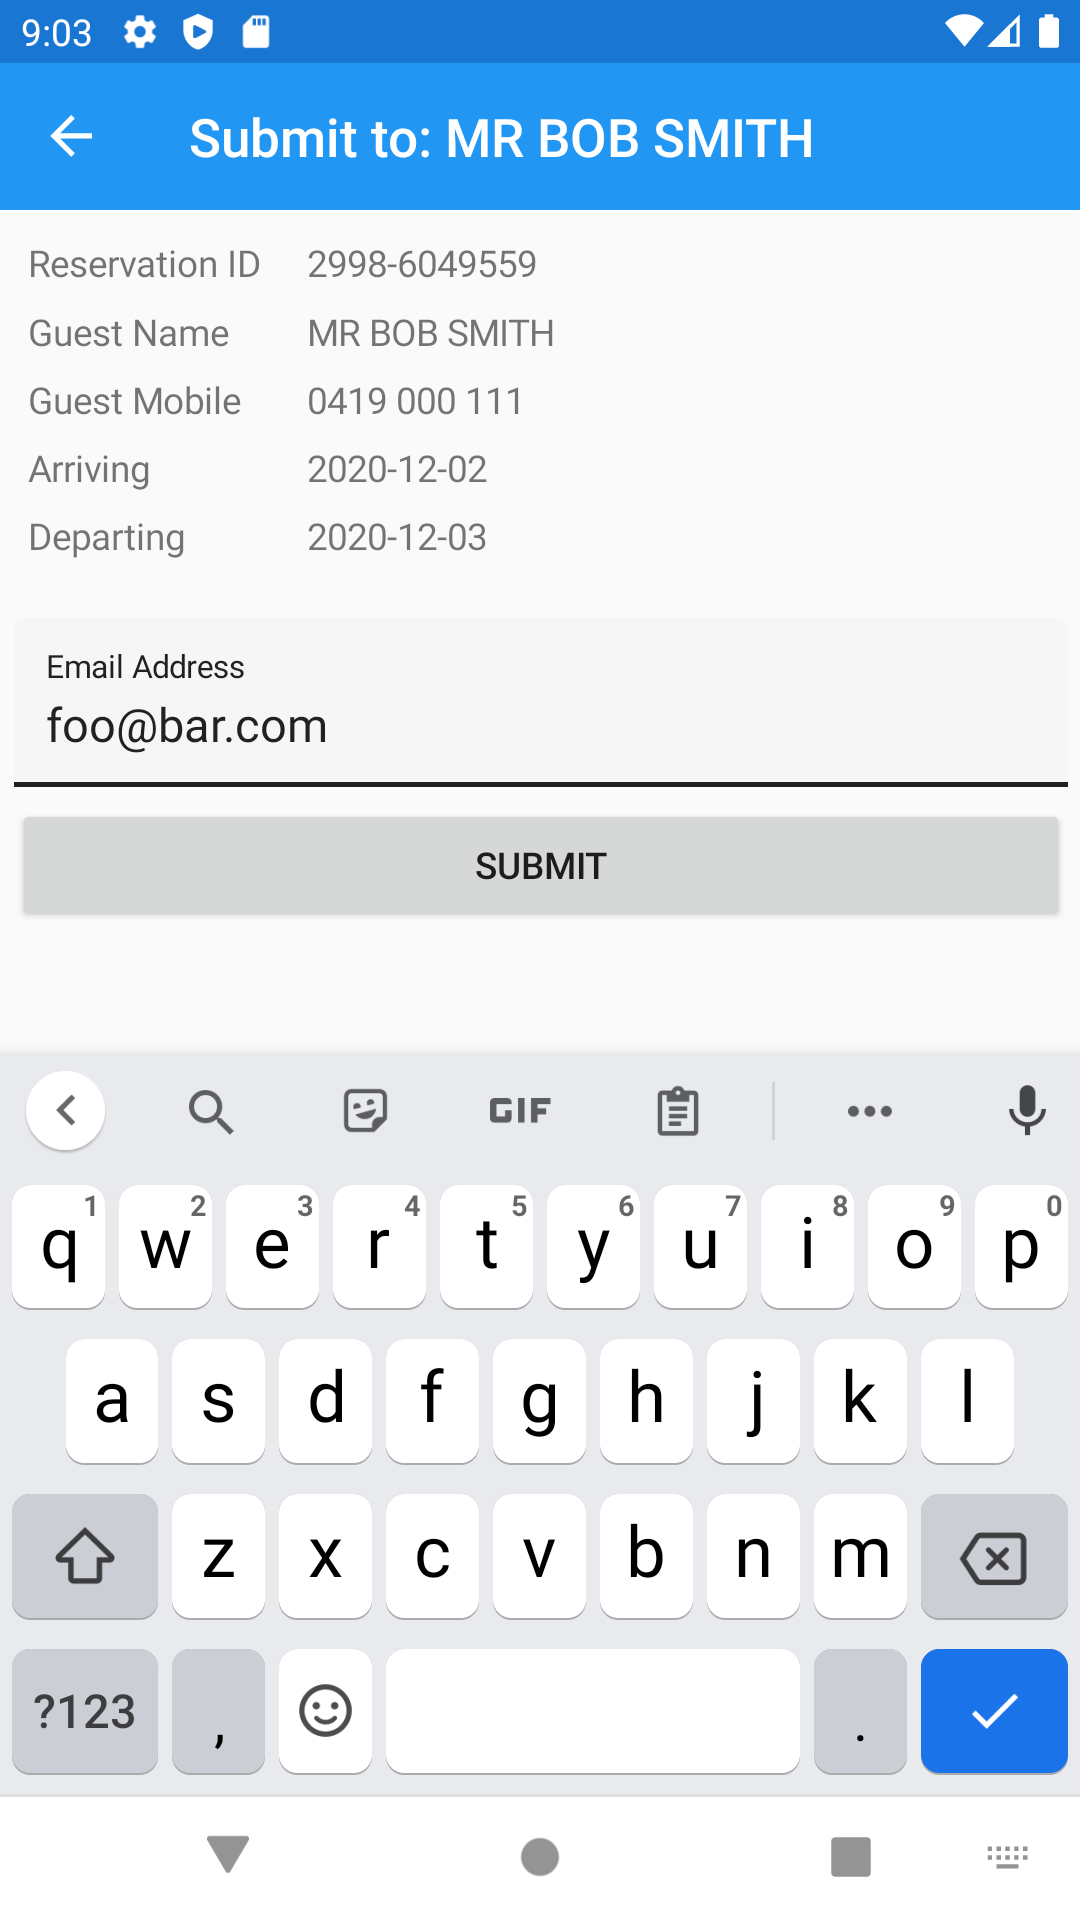 9:03
Submit to: MR BOB SMITH
Reservation ID 2998-6049559
Guest Name MR BOB SMITH
Guest Mobile 0419 000 111
Arriving 2020-12-02
Departing 2020-12-03
Email Address
foo@bar.com
SUBMIT
GIF
1 2 3 4 5 6 7 8 9 0
q w e r t y u i o p
a s d f g h j k l
z x c v b n m
?123 , .